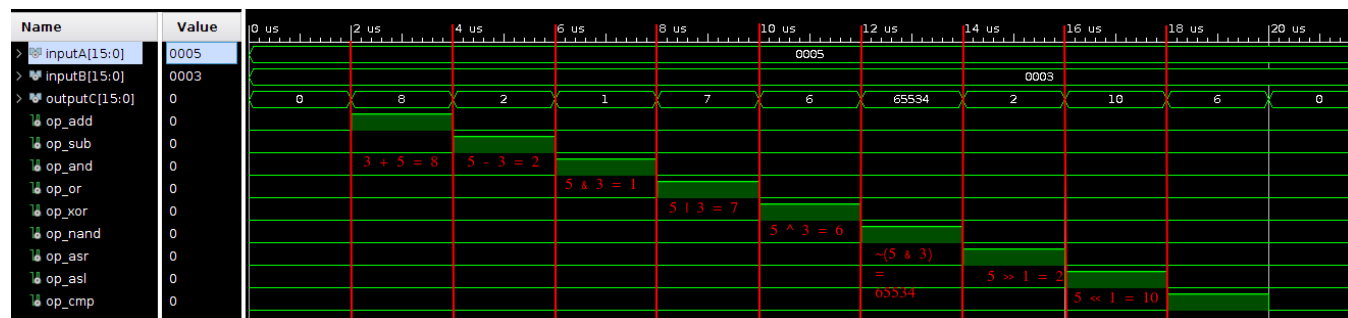 Name Value 0 us 2 us 4 us 6 us 8 us 10 us 12 us 14 us 16 us 18 us 20 us
inputA[15:0] 0005 0005
inputB[15:0] 0003 0003
outputC[15:0] 0 0 8 2 1 7 6 65534 2 10 6 0
op_add 0
op_sub 0
op_and 0 3 + 5 = 8 5 - 3 = 2
op_or 0 5 & 3 = 1
op_xor 0 5 | 3 = 7
op_nand 0 5 ^ 3 = 6
op_asr 0 ~(5 & 3)
op_asl 0 = 5 >> 1 = 2
65534
op_cmp 0 5 << 1 = 10